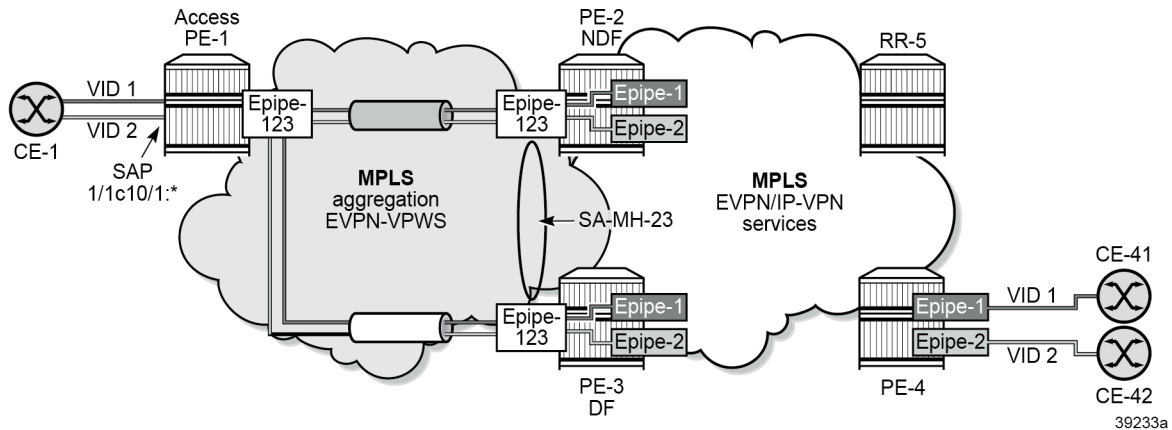 Access
PE-1
PE-2
NDF
RR-5
VID 1
VID 2
CE-1
SAP
1/1c10/1:*
Epipe-
123
Epipe-
123
Epipe-1
Epipe-2
MPLS
aggregation
EVPN-VPWS
SA-MH-23
MPLS
EVPN/IP-VPN
services
Epipe-
123
Epipe-1
Epipe-2
PE-3
DF
Epipe-1
Epipe-2
PE-4
VID 1
VID 2
CE-41
CE-42
39233a